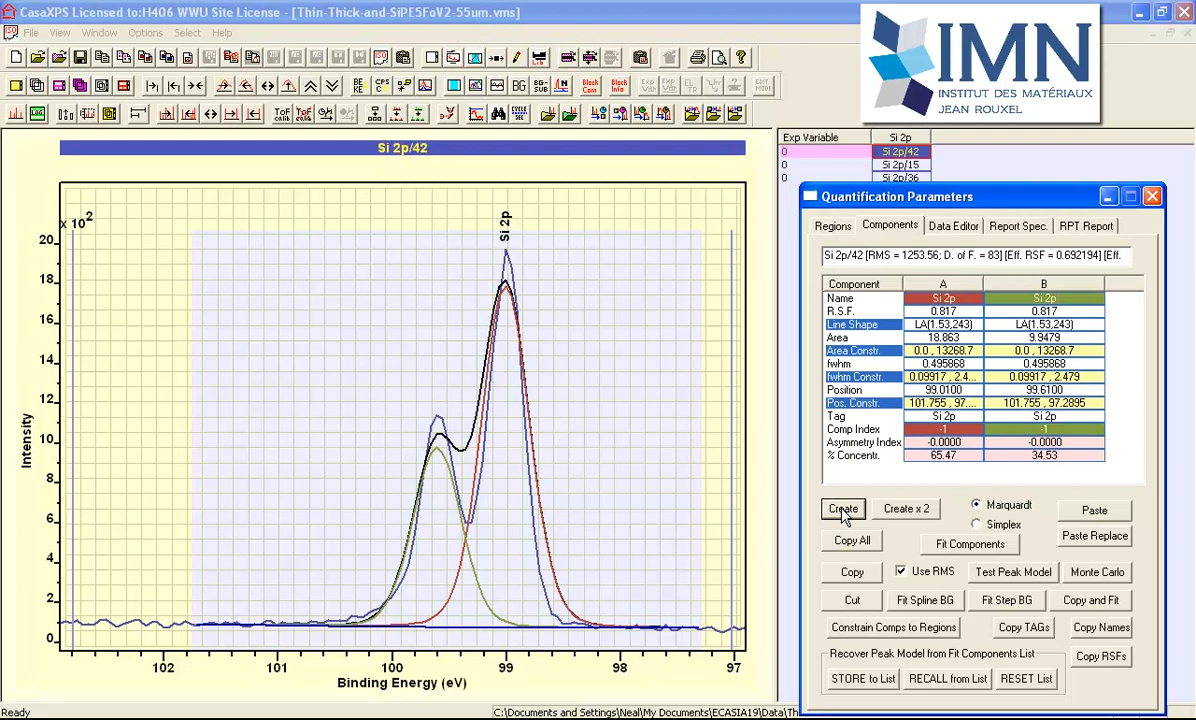 CasaXPS Licensed to:H406 WWU Site License - [Thin-Thick-and-SiPE5FoV2-55um.vms]
File View Window Options Select Help
IMN
INSTITUT DES MATÉRIAUX
JEAN ROUXEL
Si 2p/42
x 10²
Si 2p
20
18
16
14
12
10
8
6
4
2
0
Intensity
102 101 100 99 98 97
Binding Energy (eV)
Exp Variable Si 2p
0 Si 2p/42
0 Si 2p/15
0 Si 2p/36
Quantification Parameters
Regions Components Data Editor Report Spec. RPT Report
Si 2p/42 [RMS = 1253.56; D. of F. = 83] [Eff. RSF = 0.692194] [Eff.
Component A B
Name Si 2p Si 2p
R.S.F. 0.817 0.817
Line Shape LA(1.53,243) LA(1.53,243)
Area 18.863 9.9479
Area Constr. 0.0 , 13268.7 0.0 , 13268.7
fwhm 0.495868 0.495868
fwhm Constr. 0.09917 , 2.4... 0.09917 , 2.479
Position 99.0100 99.6100
Pos. Constr. 101.755 , 97.... 101.755 , 97.2895
Tag Si 2p Si 2p
Comp Index -1 -1
Asymmetry Index -0.0000 -0.0000
% Concentr. 65.47 34.53
Create Create x 2 Marquardt Paste
Simplex
Copy All Fit Components Paste Replace
Copy Use RMS Test Peak Model Monte Carlo
Cut Fit Spline BG Fit Step BG Copy and Fit
Constrain Comps to Regions Copy TAGs Copy Names
Recover Peak Model from Fit Components List Copy RSFs
STORE to List RECALL from List RESET List
Ready C:\Documents and Settings\Neal\My Documents\ECASIA19\Data\Th